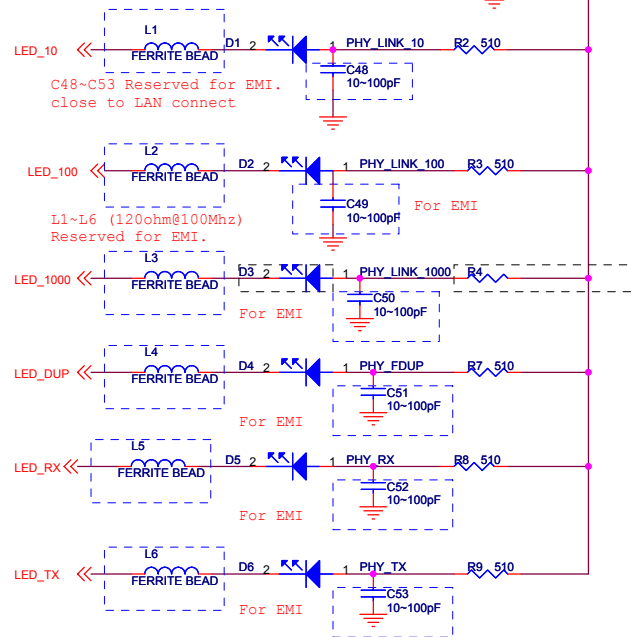 L1
LED_10 D1 2 1 PHY_LINK_10 R2 510
FERRITE BEAD
C48
10~100pF
C48~C53 Reserved for EMI.
close to LAN connect
L2
LED_100 D2 2 1 PHY_LINK_100 R3 510
FERRITE BEAD
C49
10~100pF
For EMI
L1~L6 (120ohm@100Mhz)
Reserved for EMI.
L3
LED_1000 D3 2 1 PHY_LINK_1000 R4
FERRITE BEAD
C50
10~100pF
For EMI
L4
LED_DUP D4 2 1 PHY_FDUP R7 510
FERRITE BEAD
C51
10~100pF
For EMI
L5
LED_RX D5 2 1 PHY_RX R8 510
FERRITE BEAD
C52
10~100pF
For EMI
L6
LED_TX D6 2 1 PHY_TX R9 510
FERRITE BEAD
C53
10~100pF
For EMI